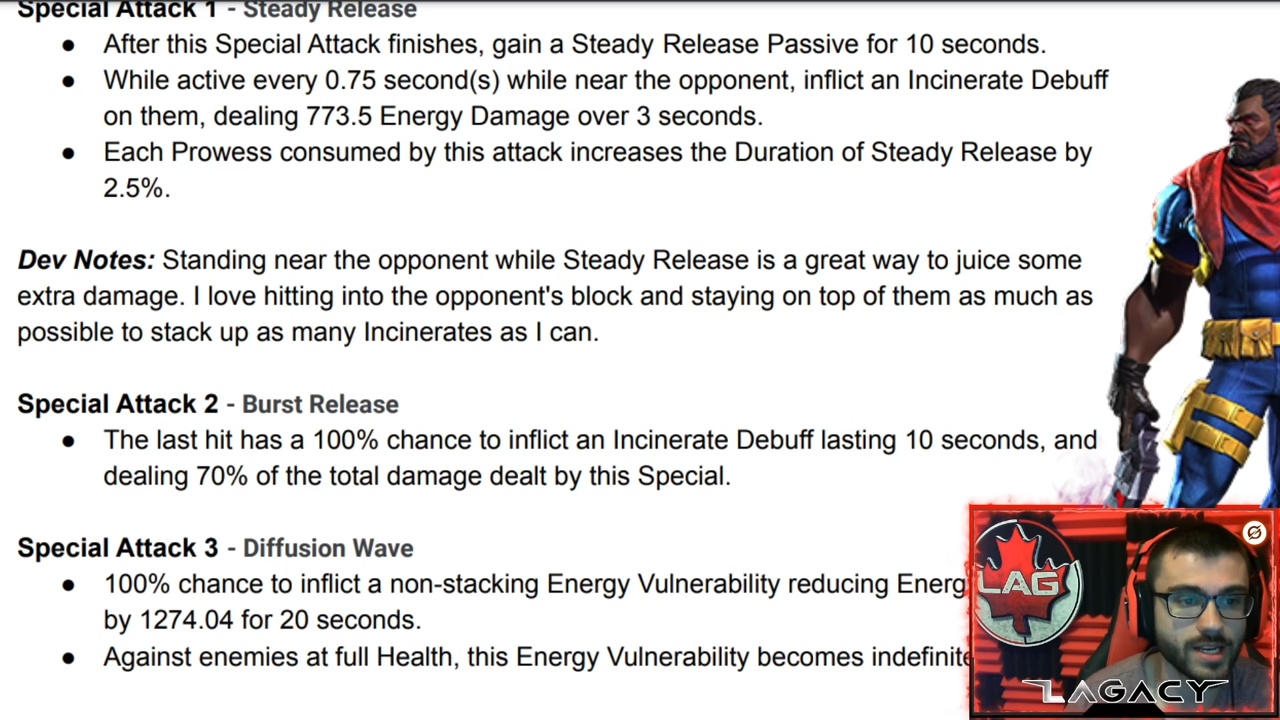 Special Attack 1 - Steady Release
● After this Special Attack finishes, gain a Steady Release Passive for 10 seconds.
● While active every 0.75 second(s) while near the opponent, inflict an Incinerate Debuff
on them, dealing 773.5 Energy Damage over 3 seconds.
● Each Prowess consumed by this attack increases the Duration of Steady Release by
2.5%.
Dev Notes: Standing near the opponent while Steady Release is a great way to juice some
extra damage. I love hitting into the opponent's block and staying on top of them as much as
possible to stack up as many Incinerates as I can.
Special Attack 2 - Burst Release
● The last hit has a 100% chance to inflict an Incinerate Debuff lasting 10 seconds, and
dealing 70% of the total damage dealt by this Special.
Special Attack 3 - Diffusion Wave
● 100% chance to inflict a non-stacking Energy Vulnerability reducing Energ
by 1274.04 for 20 seconds.
● Against enemies at full Health, this Energy Vulnerability becomes indefinite
LAG
LAGACY